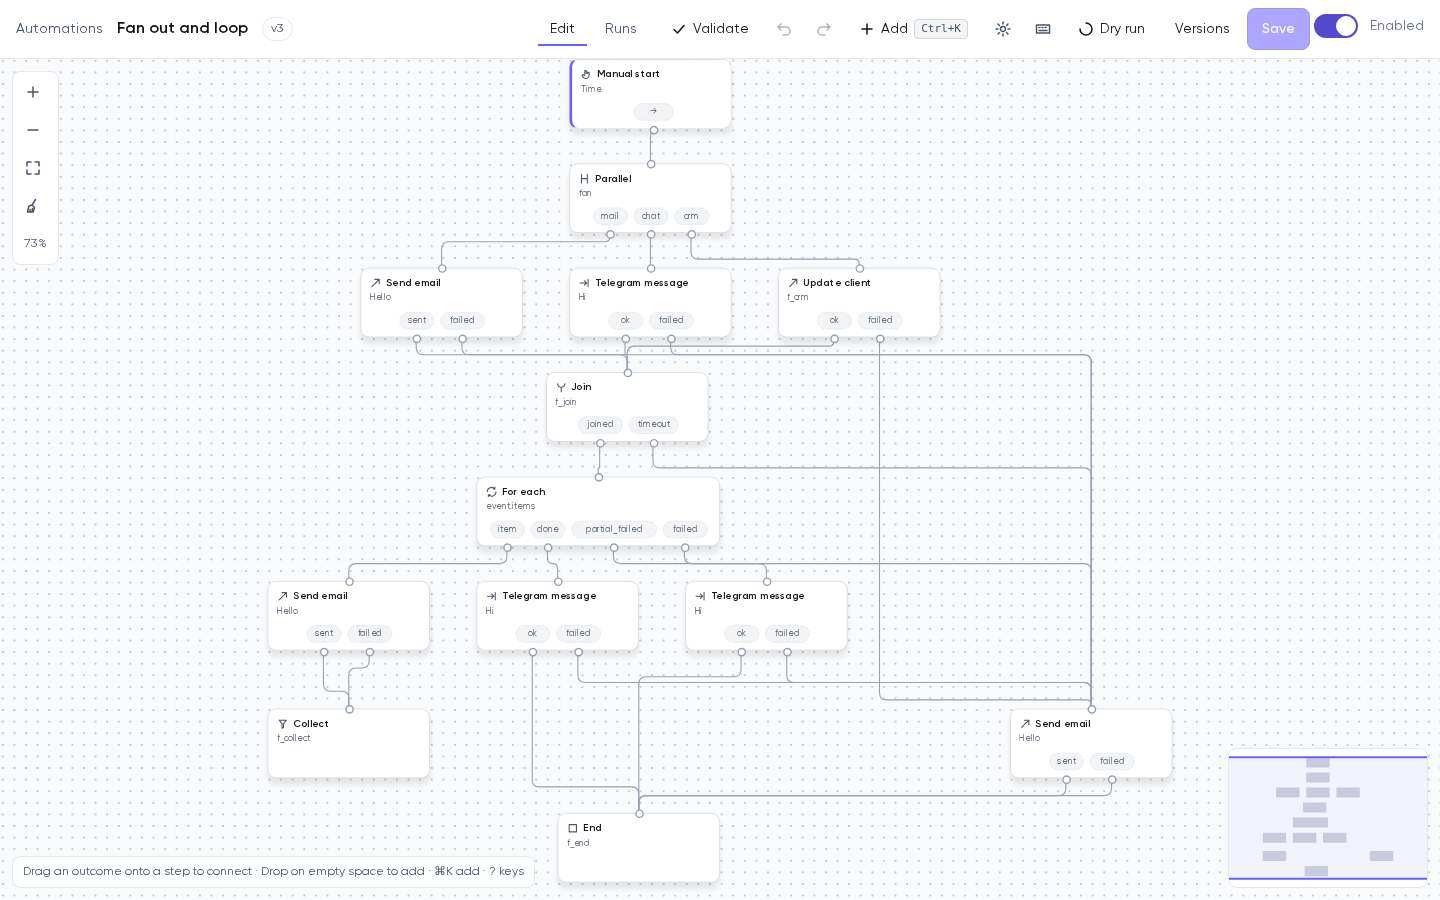 Automations Fan out and loop v3 Edit Runs Validate Add Ctrl+K Dry run Versions Save Enabled
Manual start
Time
→
Parallel
fan
mail chat crm
73%
Send email Telegram message Update client
Hello Hi f_crm
sent failed ok failed ok failed
Join
f_join
joined timeout
For each
event.items
item done partial_failed failed
Send email Telegram message Telegram message
Hello Hi Hi
sent failed ok failed ok failed
Collect Send email
f_collect Hello
sent failed
End
f_end
Drag an outcome onto a step to connect · Drop on empty space to add · ⌘K add · ? keys